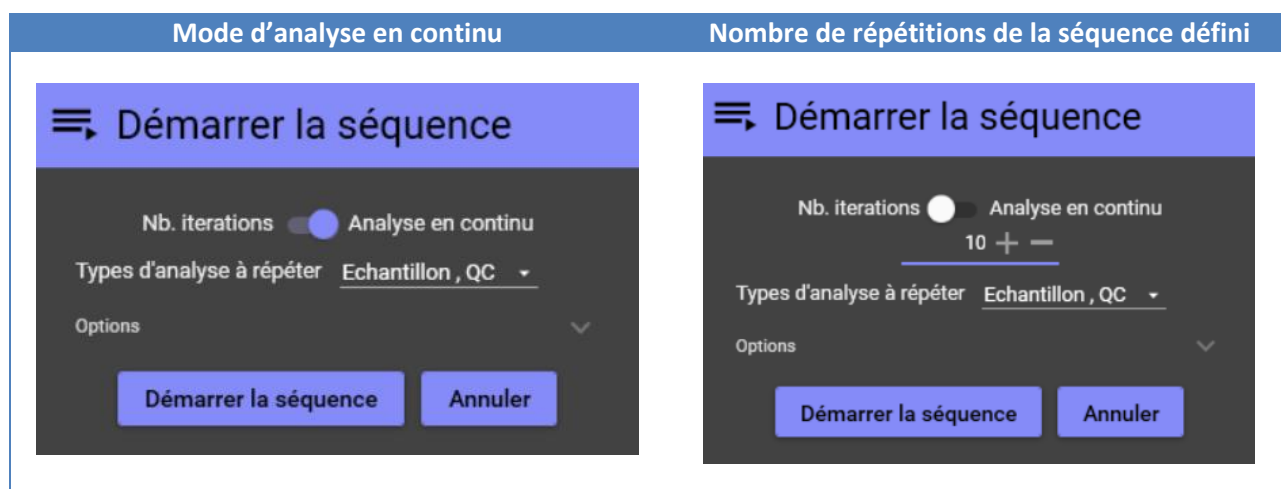 Mode d’analyse en continu
Nombre de répétitions de la séquence défini
Démarrer la séquence
Nb. iterations Analyse en continu
Types d'analyse à répéter Echantillon , QC
Options
Démarrer la séquence Annuler
Démarrer la séquence
Nb. iterations Analyse en continu
10
Types d'analyse à répéter Echantillon , QC
Options
Démarrer la séquence Annuler